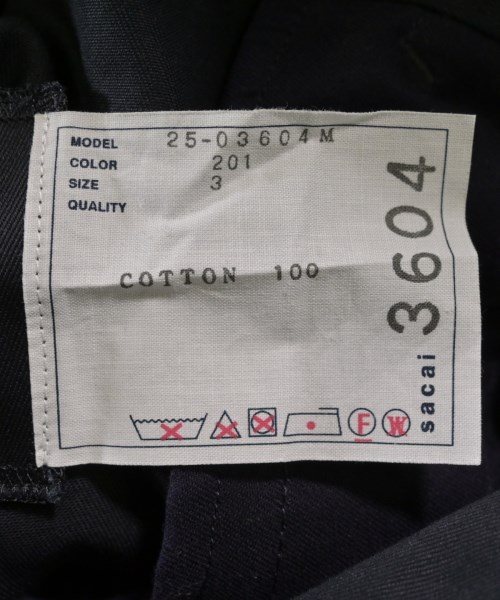 MODEL 25-03604M
COLOR 201
SIZE 3
QUALITY
COTTON 100
F W
sacai 3604